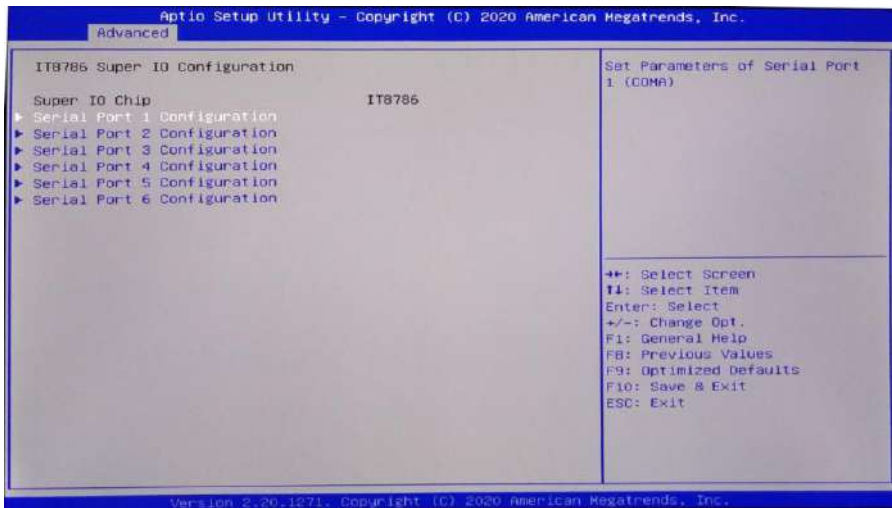 Aptio Setup Utility – Copyright (C) 2020 American Megatrends, Inc.
Advanced
IT8786 Super IO Configuration
Super IO Chip IT8786
► Serial Port 1 Configuration
► Serial Port 2 Configuration
► Serial Port 3 Configuration
► Serial Port 4 Configuration
► Serial Port 5 Configuration
► Serial Port 6 Configuration
Set Parameters of Serial Port
1 (COMA)
→←: Select Screen
↑↓: Select Item
Enter: Select
+/-: Change Opt.
F1: General Help
F8: Previous Values
F9: Optimized Defaults
F10: Save & Exit
ESC: Exit
Version 2.20.1271. Copyright (C) 2020 American Megatrends, Inc.